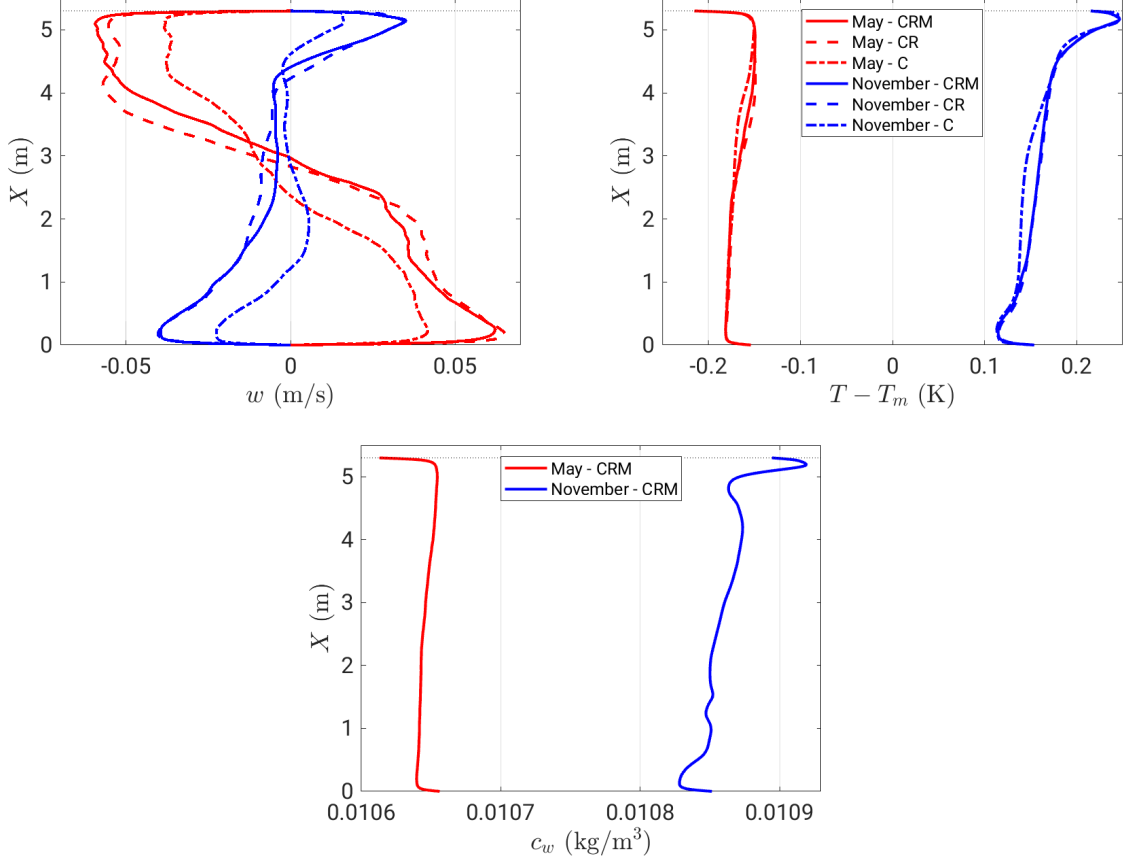 5
4
3
2
1
0
X (m)
-0.05
0
0.05
w (m/s)
5
4
3
2
1
0
X (m)
May - CRM
May - CR
May - C
November - CRM
November - CR
November - C
-0.2
-0.1
0
0.1
0.2
T − Tₘ (K)
5
4
3
2
1
0
X (m)
May - CRM
November - CRM
0.0106
0.0107
0.0108
0.0109
c_w (kg/m³)